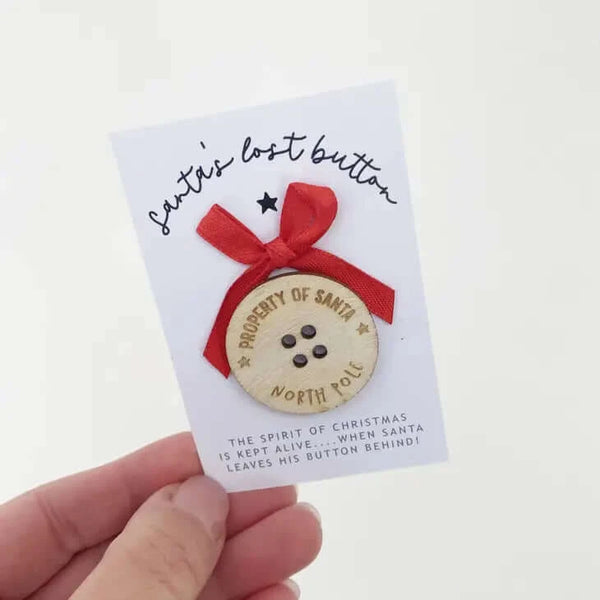 santa's lost button
PROPERTY OF SANTA
NORTH POLE
THE SPIRIT OF CHRISTMAS
IS KEPT ALIVE....WHEN SANTA
LEAVES HIS BUTTON BEHIND!